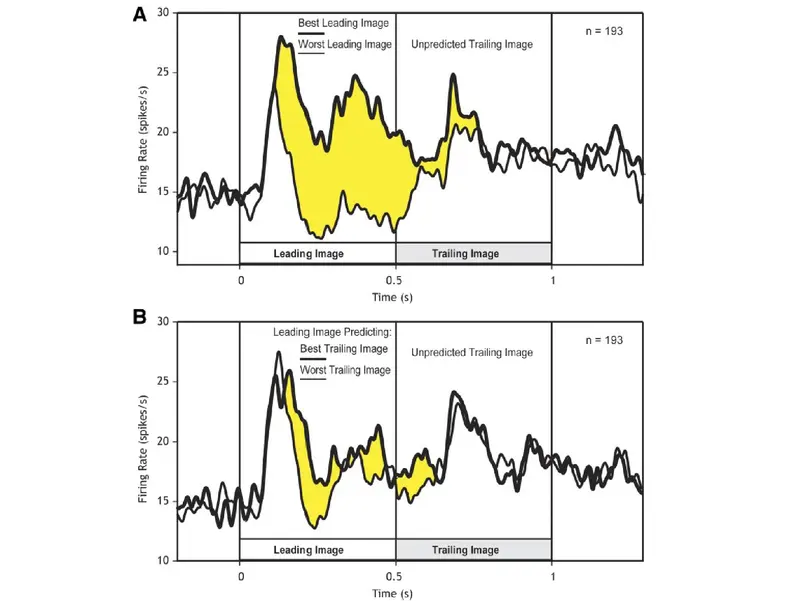 A
30
Best Leading Image
Worst Leading Image
Unpredicted Trailing Image
n = 193
25
20
15
10
Firing Rate (spikes/s)
Leading Image
Trailing Image
0
0.5
1
Time (s)
B
30
Leading Image Predicting:
Best Trailing Image
Worst Trailing Image
Unpredicted Trailing Image
n = 193
25
20
15
10
Firing Rate (spikes/s)
Leading Image
Trailing Image
0
0.5
1
Time (s)